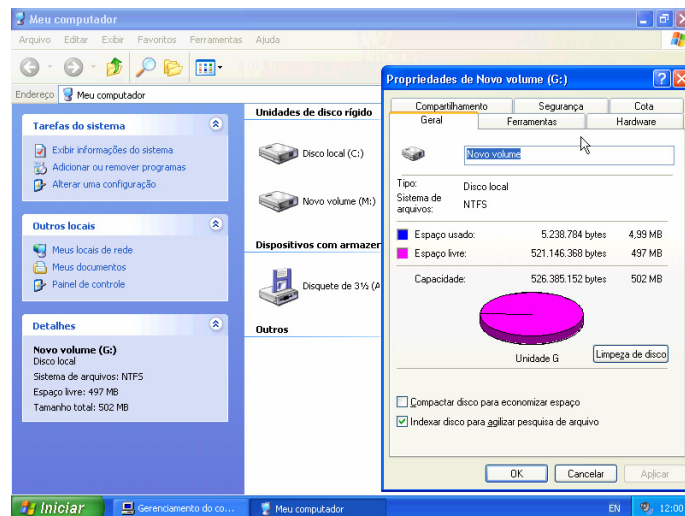 Meu computador
Arquivo Editar Exibir Favoritos Ferramentas Ajuda
Endereço Meu computador
Tarefas do sistema
Exibir informações do sistema
Adicionar ou remover programas
Alterar uma configuração
Outros locais
Meus locais de rede
Meus documentos
Painel de controle
Detalhes
Novo volume (G:)
Disco local
Sistema de arquivos: NTFS
Espaço livre: 497 MB
Tamanho total: 502 MB
Unidades de disco rígido
Disco local (C:)
Novo volume (M:)
Dispositivos com armazer
Disquete de 3½ (A
Outros
Propriedades de Novo volume (G:)
Compartilhamento Segurança Cota
Geral Ferramentas Hardware
Novo volume
Tipo: Disco local
Sistema de arquivos: NTFS
Espaço usado: 5.238.784 bytes 4,99 MB
Espaço livre: 521.146.368 bytes 497 MB
Capacidade: 526.385.152 bytes 502 MB
Unidade G
Limpeza de disco
Compactar disco para economizar espaço
Indexar disco para agilizar pesquisa de arquivo
OK Cancelar Aplicar
Iniciar Gerenciamento do co... Meu computador EN 12:00